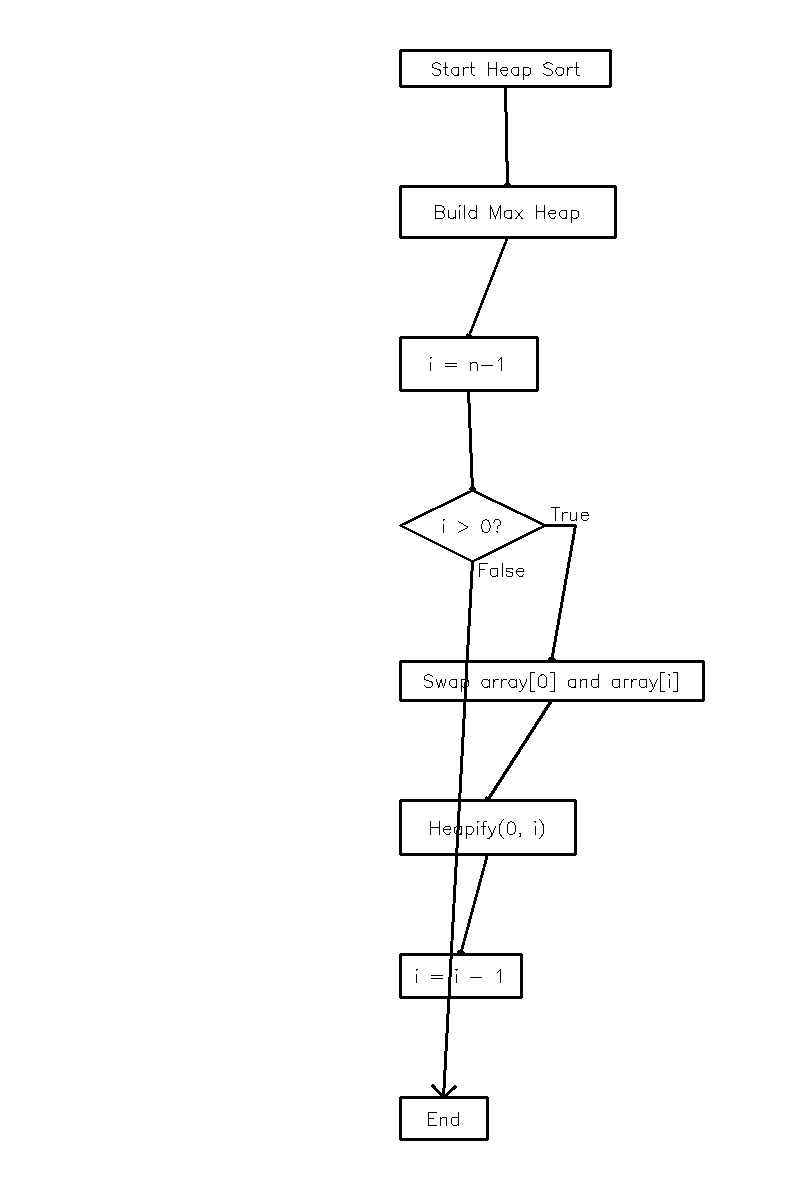 Start Heap Sort
Build Max Heap
i = n-1
i > 0?
True
False
Swap array[0] and array[i]
Heapify(0, i)
i = i - 1
End